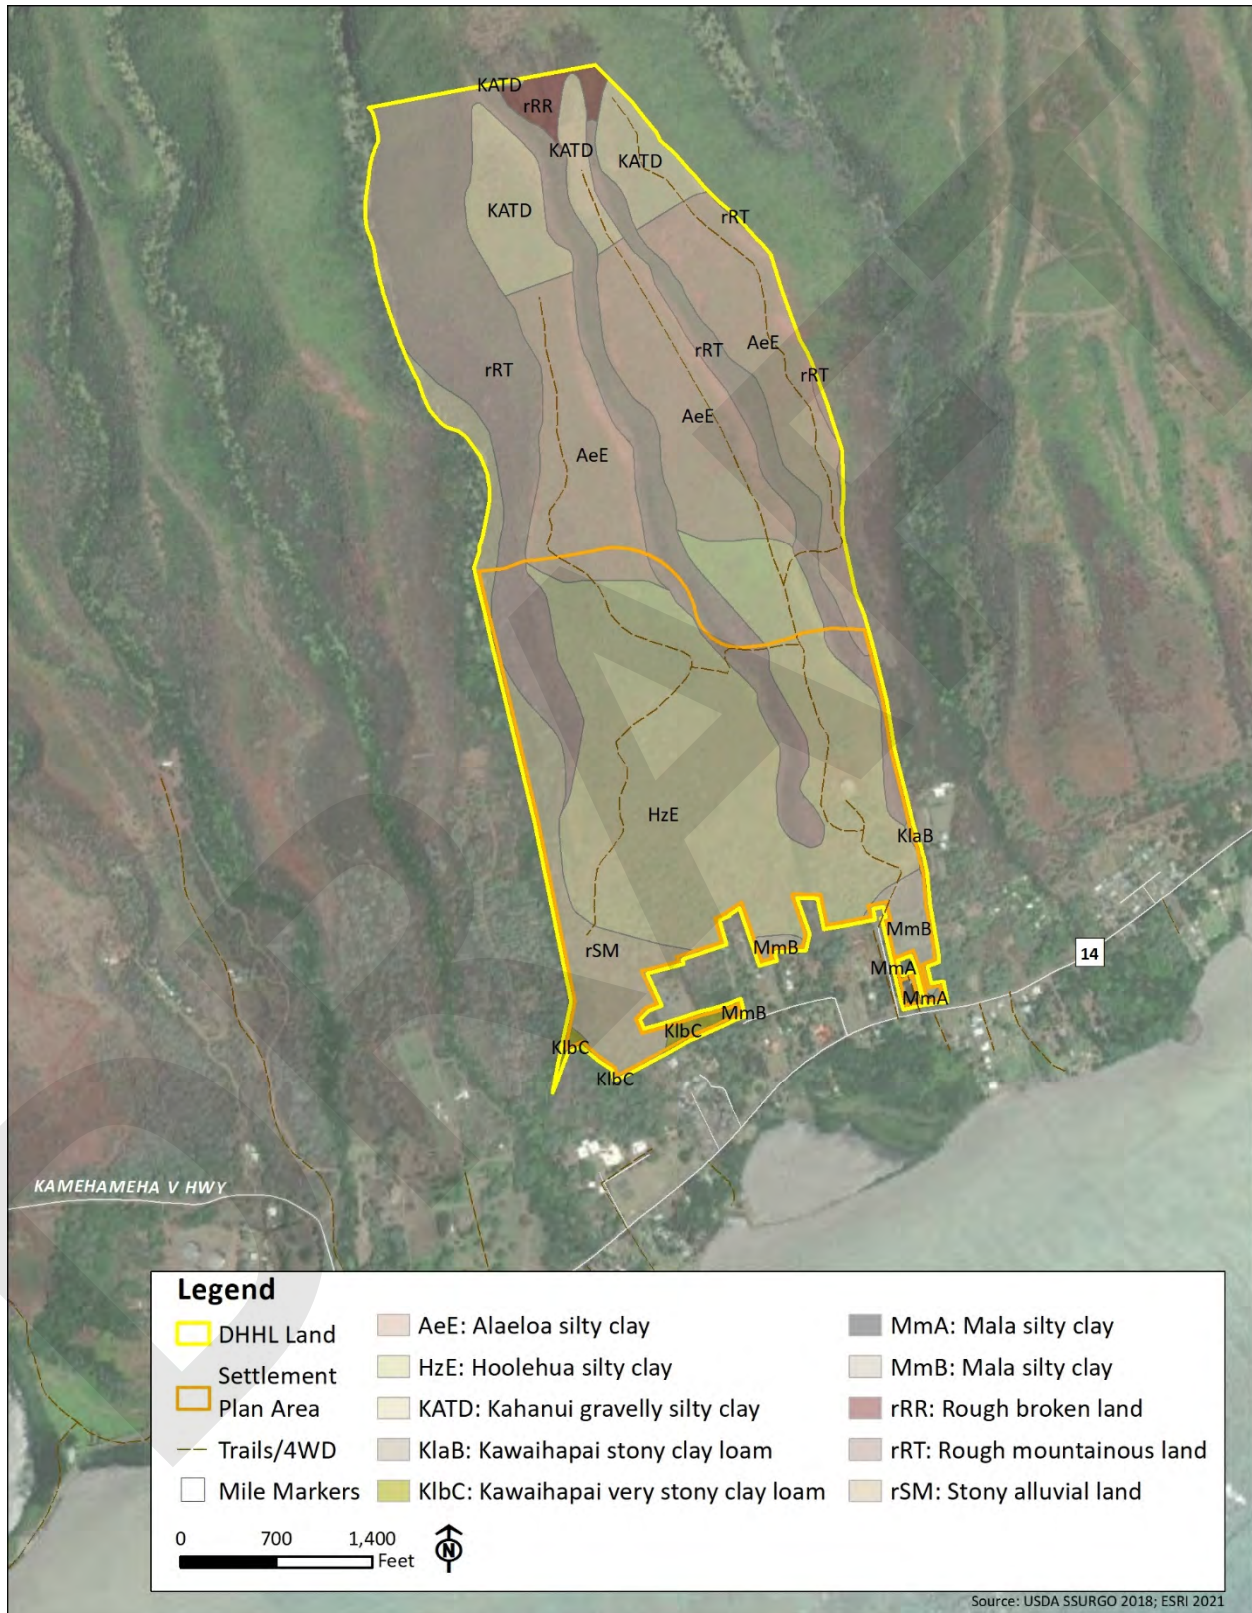 KATD
rRR
KATD
KATD
KATD
rRT
AeE
rRT
rRT
rRT
AeE
AeE
HzE
KlaB
MmB
MmB
rSM
14
MmA
MmA
MmB
KlbC
KlbC
KlbC
KAMEHAMEHA V HWY
DRAFT
Legend
DHHL Land
Settlement
Plan Area
Trails/4WD
Mile Markers
AeE: Alaeloa silty clay
HzE: Hoolehua silty clay
KATD: Kahanui gravelly silty clay
KlaB: Kawaihapai stony clay loam
KlbC: Kawaihapai very stony clay loam
MmA: Mala silty clay
MmB: Mala silty clay
rRR: Rough broken land
rRT: Rough mountainous land
rSM: Stony alluvial land
0 700 1,400
Feet
N
Source: USDA SSURGO 2018; ESRI 2021